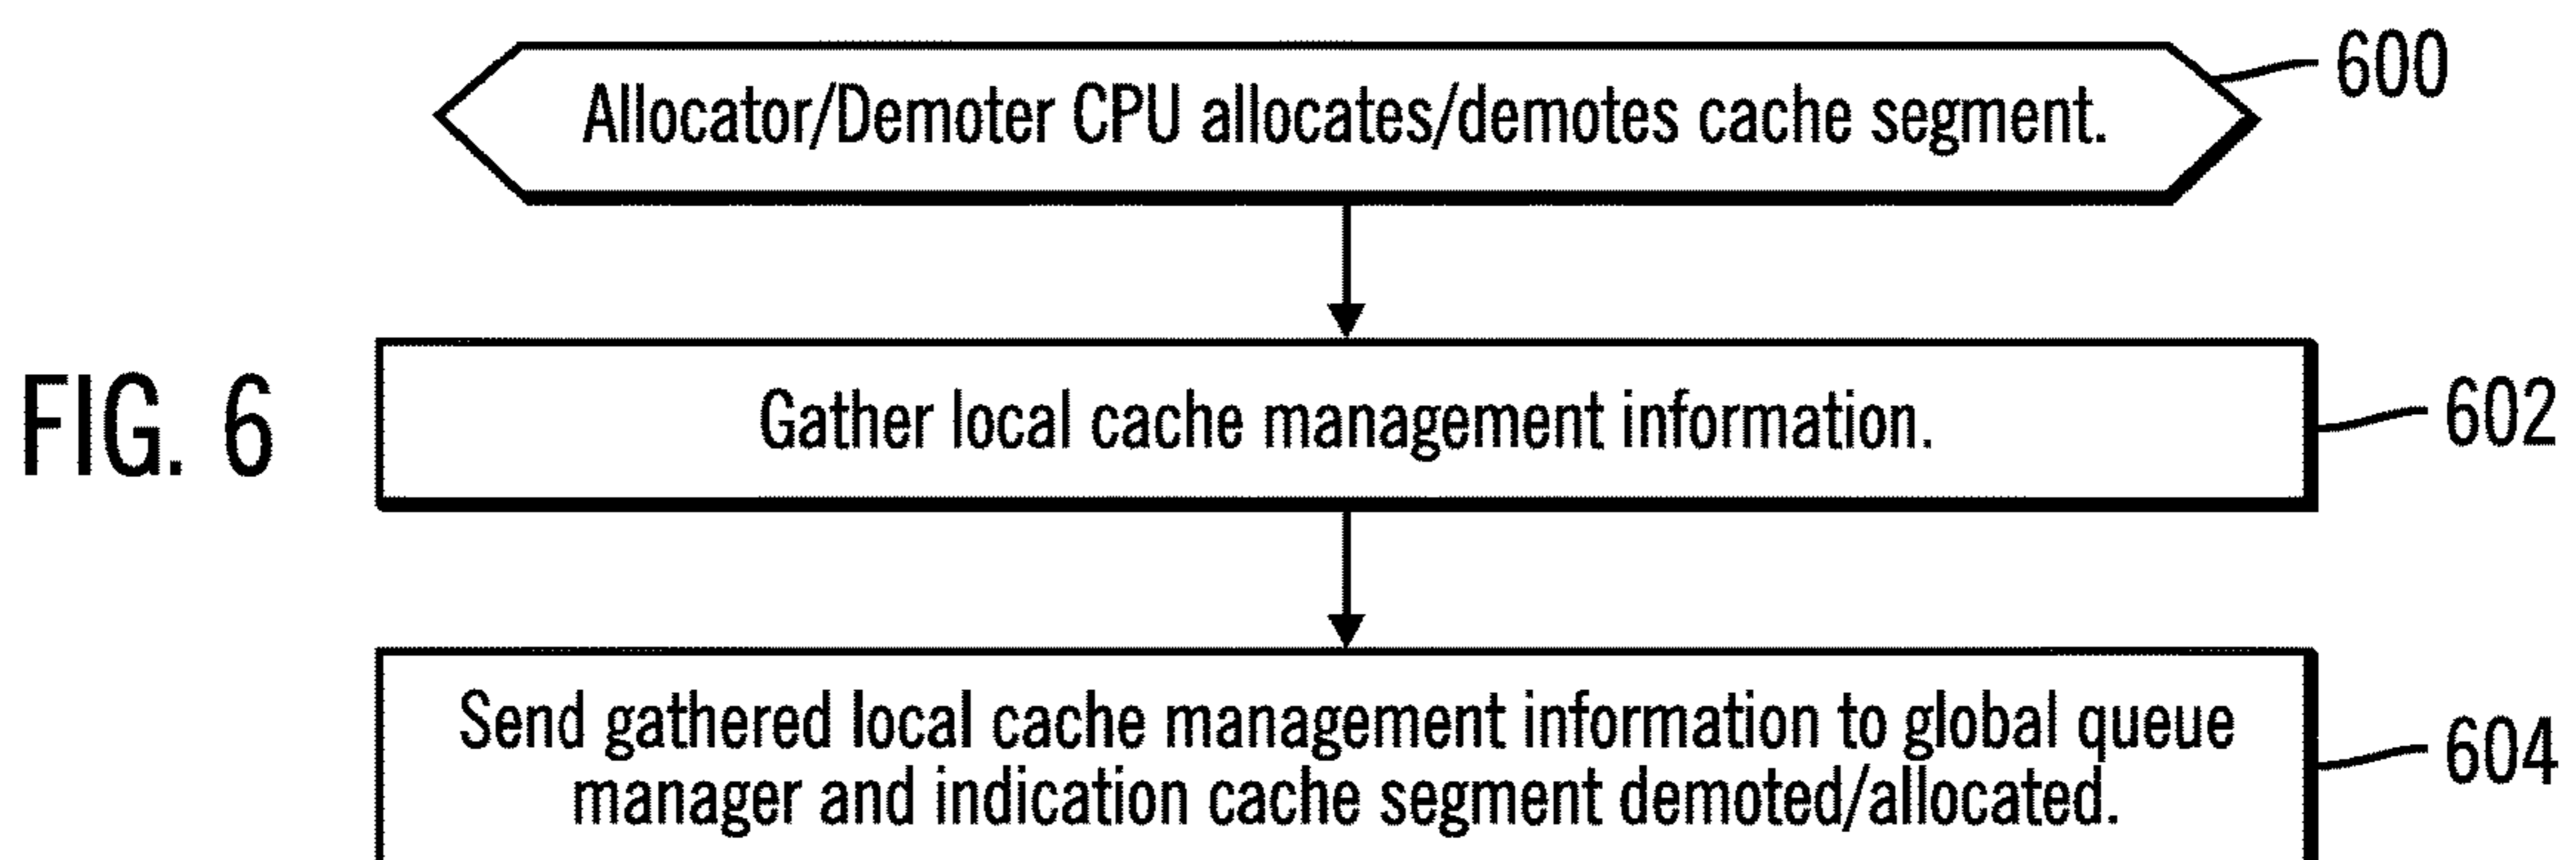 Allocator/Demoter CPU allocates/demotes cache segment.
600
FIG. 6
Gather local cache management information.
602
Send gathered local cache management information to global queue
manager and indication cache segment demoted/allocated.
604